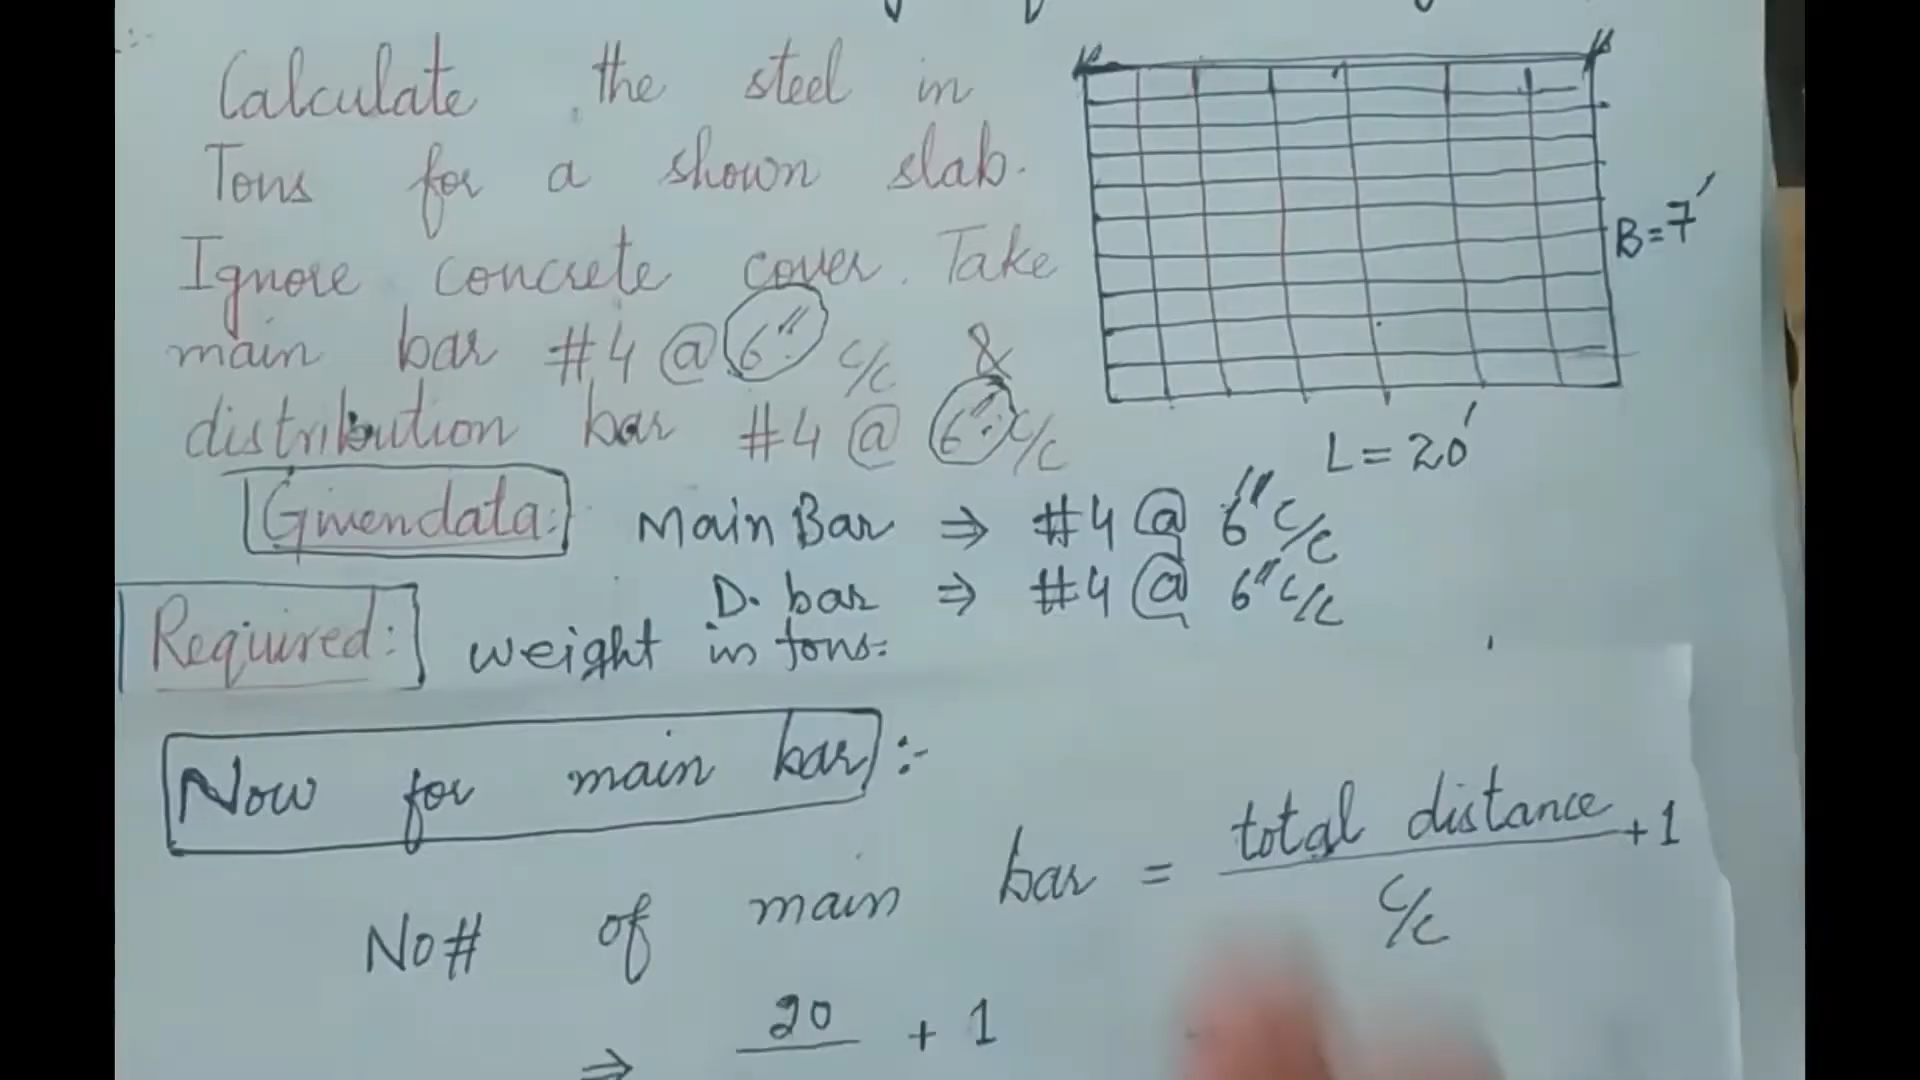 Calculate the steel in
Tons for a shown slab.
Ignore concrete cover. Take
main bar #4 @ 6" c/c &
distribution bar #4 @ 6" c/c
B=7'
L=20'
Givendata:
Main Bar ⇒ #4 @ 6" c/c
D. bar ⇒ #4 @ 6" c/c
Required: weight in tons.
Now for main bar:-
No# of main bar = total distance / c/c + 1
⇒ 20 + 1